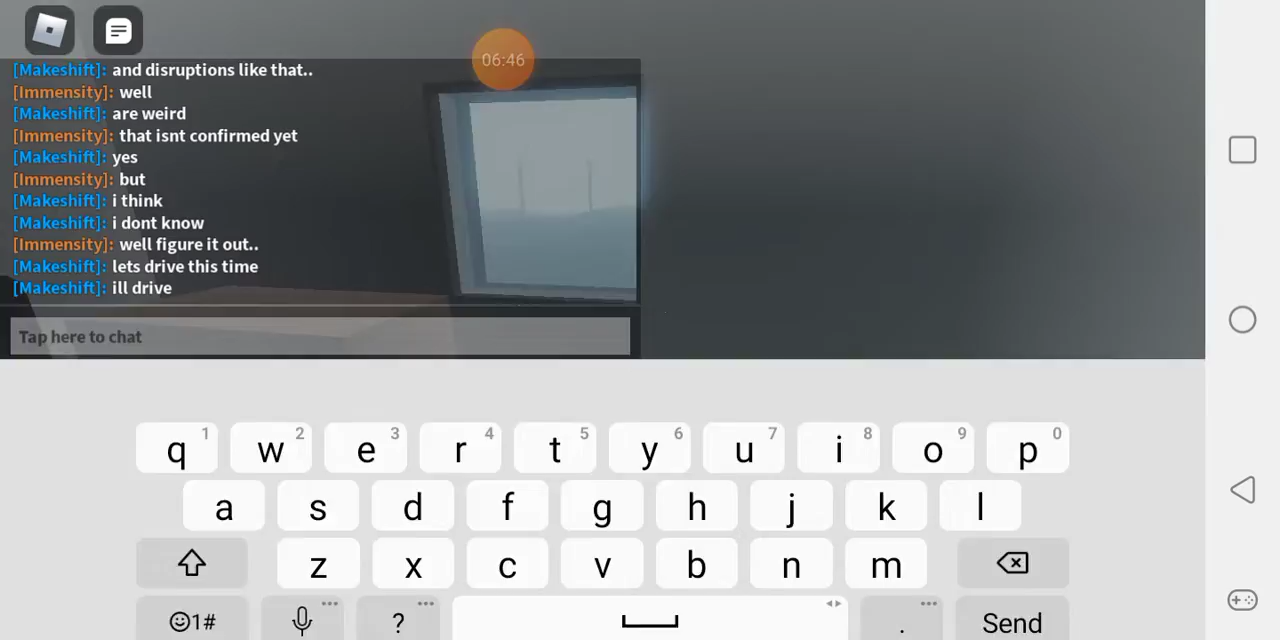 06:46
[Makeshift]: and disruptions like that..
[Immensity]: well
[Makeshift]: are weird
[Immensity]: that isnt confirmed yet
[Makeshift]: yes
[Immensity]: but
[Makeshift]: i think
[Makeshift]: i dont know
[Immensity]: well figure it out..
[Makeshift]: lets drive this time
[Makeshift]: ill drive
Tap here to chat
q 1 w 2 e 3 r 4 t 5 y 6 u 7 i 8 o 9 p 0
a s d f g h j k l
z x c v b n m
☺1# ? . Send